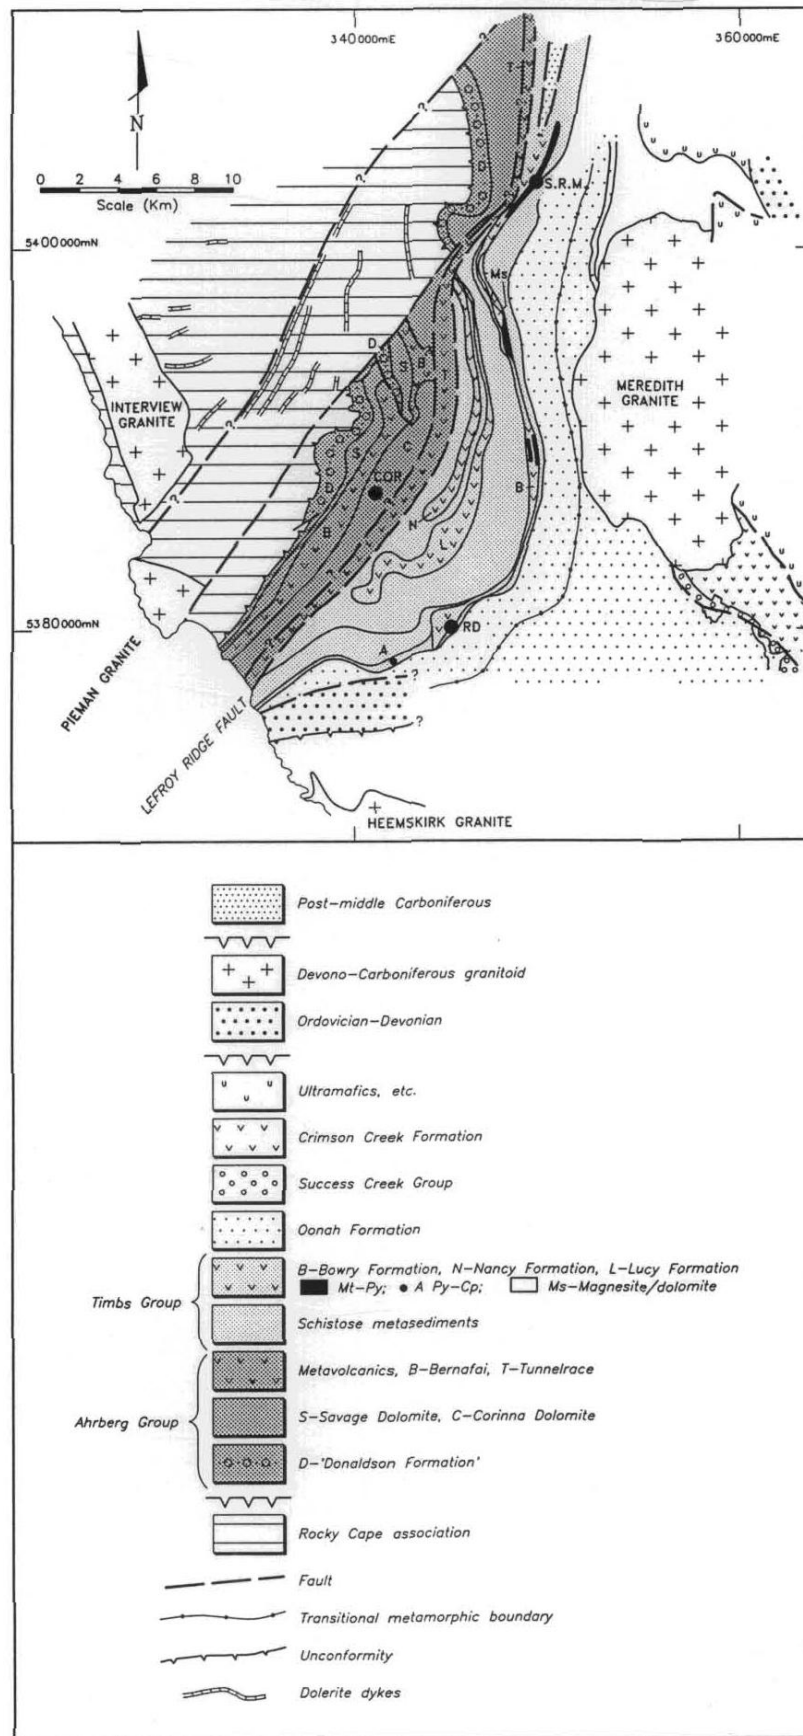 340000mE
360000mE
?
T
N
?
0 2 4 6 8 10
Scale (Km)
D
S.R.M.
5400000mN
Ms
D
S
B
T
INTERVIEW
GRANITE
MEREDITH
GRANITE
S
C
COR
D
B
N
B
L
5380000mN
RD
A
?
PIEMAN GRANITE
LEFROY RIDGE FAULT
?
HEEMSKIRK GRANITE
Post-middle Carboniferous
Devono-Carboniferous granitoid
Ordovician-Devonian
Ultramafics, etc.
Crimson Creek Formation
Success Creek Group
Oonah Formation
B-Bowry Formation, N-Nancy Formation, L-Lucy Formation
Mt-Py; A Py-Cp; Ms-Magnesite/dolomite
Timbs Group
Schistose metasediments
Metavolcanics, B-Bernafai, T-Tunnelrace
Ahrberg Group
S-Savage Dolomite, C-Corinna Dolomite
D-'Donaldson Formation'
Rocky Cape association
Fault
Transitional metamorphic boundary
Unconformity
Dolerite dykes